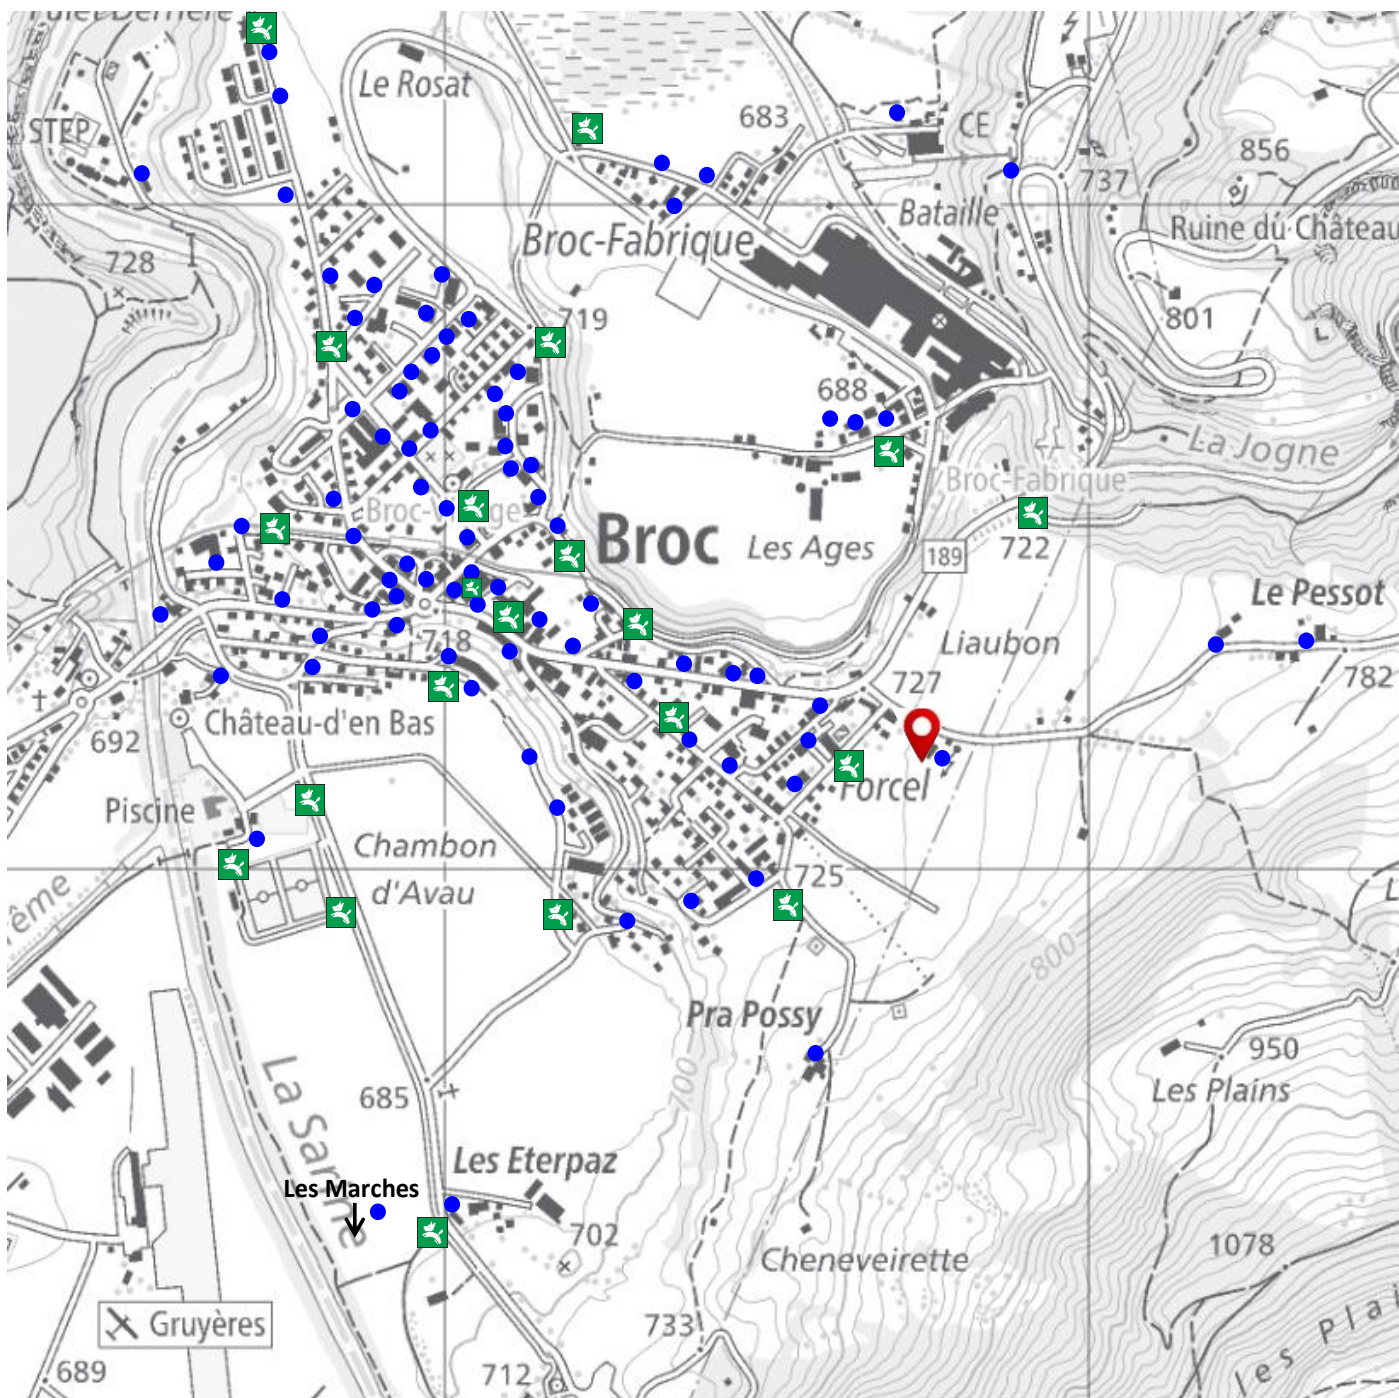 Le Rosat
683
STEP
CE
856
737
Bataille
Ruine du Château
Broc-Fabrique
728
719
801
688
La Jogne
Broc-Fabrique
Broc
Les Ages
722
189
Le Pessot
Liaubon
718
727
782
Château-d'en Bas
692
Piscine
Forcel
Chambon
d'Avau
725
800
Pra Possy
950
Les Plains
700
685
La Sarine
Les Eterpaz
Les Marches
702
Cheneveirette
1078
Gruyères
733
689
712